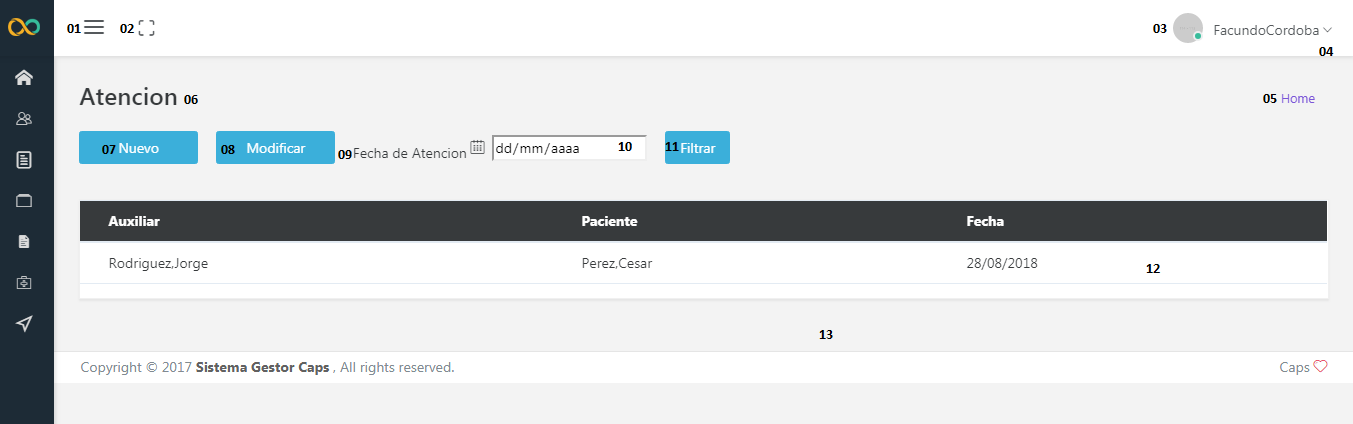 01 02 03 FacundoCordoba
04
Atencion 06 05 Home
07 Nuevo 08 Modificar 09 Fecha de Atencion dd/mm/aaaa 10 11 Filtrar
Auxiliar Paciente Fecha
Rodriguez,Jorge Perez,Cesar 28/08/2018 12
13
Copyright © 2017 Sistema Gestor Caps , All rights reserved. Caps